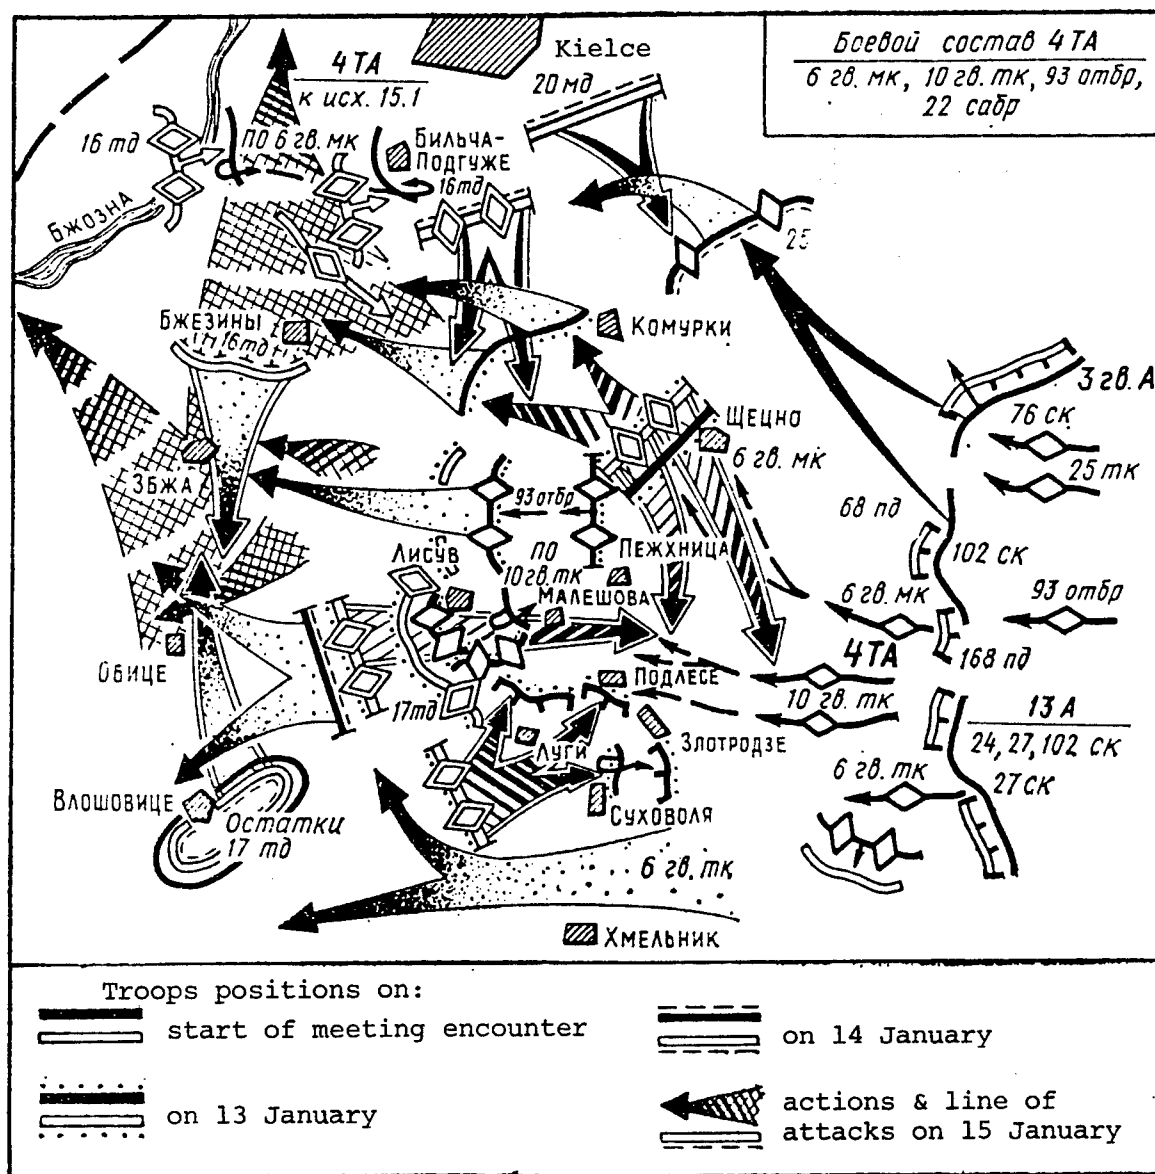 Kielce
Боевой состав 4 ТА
6 гв. мк, 10 гв. тк, 93 отбр,
22 сабр
4 ТА
к исх. 15.1
20 мд
16 тд
ПО 6 гв. мк
БИЛЬЧА-
ПОДГУЖЕ
16 тд
БЖОЗНА
25
БЖЕЗИНЫ
16 тд
КОМУРКИ
3 гв. А
76 СК
25 тк
ЩЕЦНО
6 гв. мк
ЗБЖА
93 отбр
68 пд
102 СК
ЛИСУВ
ПО
10 гв. тк
ПЕЖХНИЦА
МАЛЕШОВА
6 гв. мк
93 отбр
ОБИЦЕ
4 ТА
168 пд
ПОДЛЕСЕ
17 тд
10 гв. тк
13 А
24, 27, 102 СК
ЛУГИ
ЗЛОТРОДЗЕ
6 гв. тк
27 СК
ВЛОШОВИЦЕ
Остатки
17 тд
СУХОВОЛЯ
6 гв. тк
ХМЕЛЬНИК
Troops positions on:
start of meeting encounter
on 14 January
on 13 January
actions & line of
attacks on 15 January